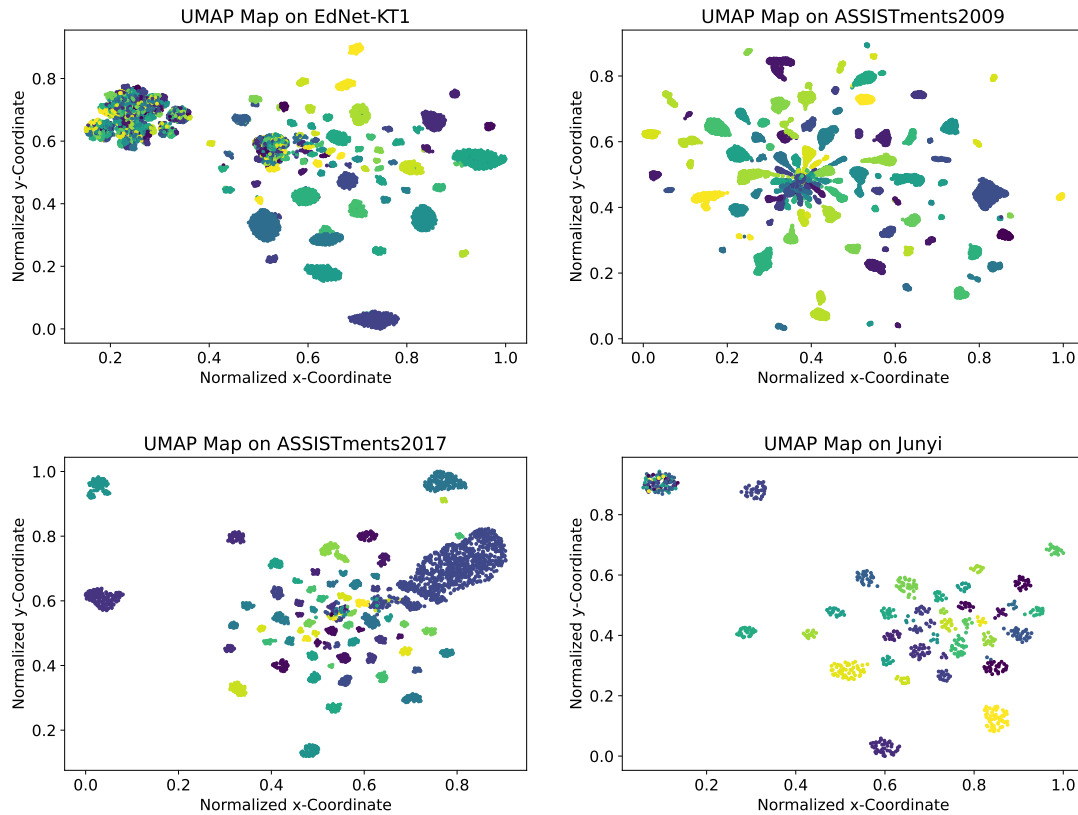 UMAP Map on EdNet-KT1
Normalized y-Coordinate
0.8
0.6
0.4
0.2
0.0
0.2 0.4 0.6 0.8 1.0
Normalized x-Coordinate
UMAP Map on ASSISTments2009
Normalized y-Coordinate
0.8
0.6
0.4
0.2
0.0
0.0 0.2 0.4 0.6 0.8 1.0
Normalized x-Coordinate
UMAP Map on ASSISTments2017
Normalized y-Coordinate
1.0
0.8
0.6
0.4
0.2
0.0 0.2 0.4 0.6 0.8
Normalized x-Coordinate
UMAP Map on Junyi
Normalized y-Coordinate
0.8
0.6
0.4
0.2
0.0
0.2 0.4 0.6 0.8 1.0
Normalized x-Coordinate